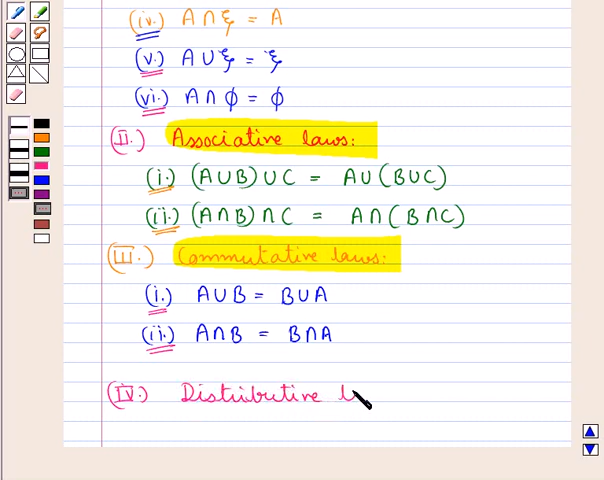 (iv.) A ∩ ξ = A
(v.) A ∪ ξ = ξ
(vi.) A ∩ ϕ = ϕ
(II.) Associative laws:
(i.) (A∪B)∪C = A∪(B∪C)
(ii.) (A∩B)∩C = A∩(B∩C)
(III.) Commutative laws:
(i.) A∪B = B∪A
(ii.) A∩B = B∩A
(IV.) Distributive l